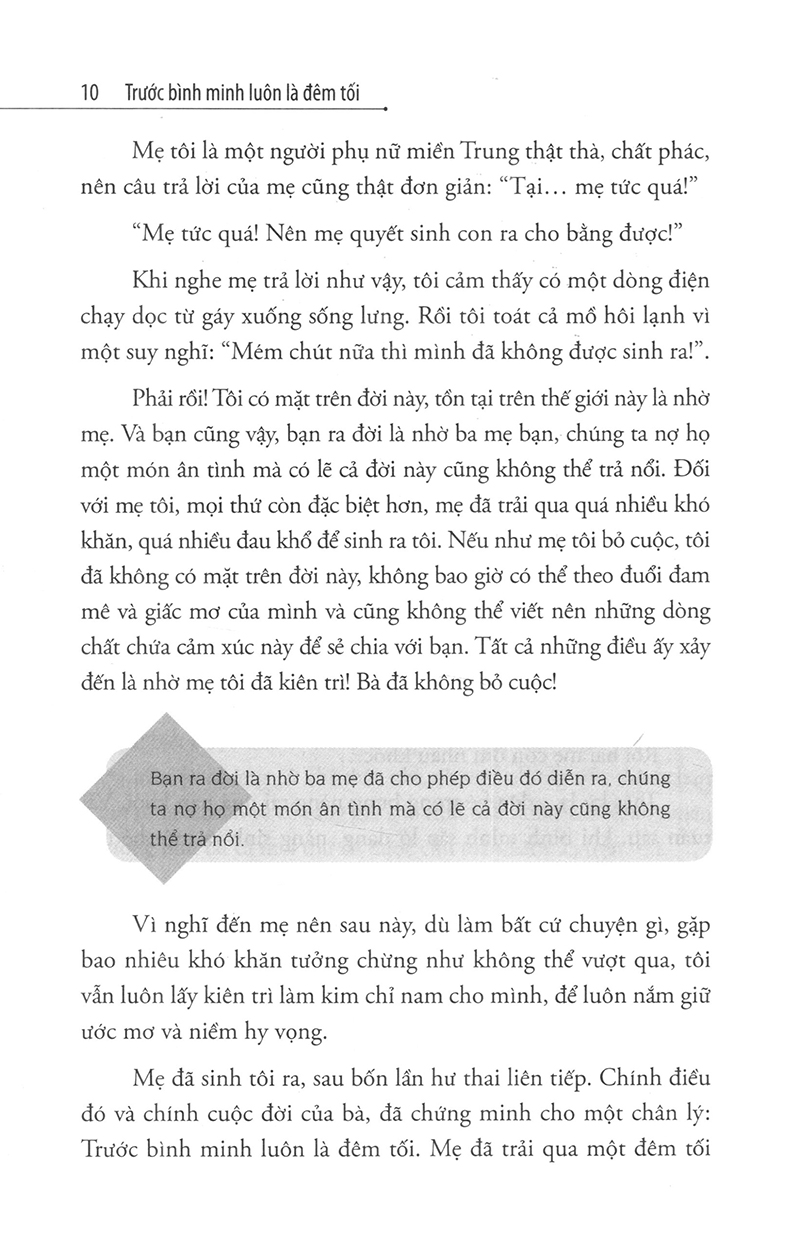 10 Trước bình minh luôn là đêm tối
Mẹ tôi là một người phụ nữ miền Trung thật thà, chất phác,
nên câu trả lời của mẹ cũng thật đơn giản: “Tại... mẹ tức quá!”
“Mẹ tức quá! Nên mẹ quyết sinh con ra cho bằng được!”
Khi nghe mẹ trả lời như vậy, tôi cảm thấy có một dòng điện
chạy dọc từ gáy xuống sống lưng. Rồi tôi toát cả mồ hôi lạnh vì
một suy nghĩ: “Mém chút nữa thì mình đã không được sinh ra!”.
Phải rồi! Tôi có mặt trên đời này, tồn tại trên thế giới này là nhờ
mẹ. Và bạn cũng vậy, bạn ra đời là nhờ ba mẹ bạn, chúng ta nợ họ
một món ân tình mà có lẽ cả đời này cũng không thể trả nổi. Đối
với mẹ tôi, mọi thứ còn đặc biệt hơn, mẹ đã trải qua quá nhiều khó
khăn, quá nhiều đau khổ để sinh ra tôi. Nếu như mẹ tôi bỏ cuộc, tôi
đã không có mặt trên đời này, không bao giờ có thể theo đuổi đam
mê và giấc mơ của mình và cũng không thể viết nên những dòng
chất chứa cảm xúc này để sẻ chia với bạn. Tất cả những điều ấy xảy
đến là nhờ mẹ tôi đã kiên trì! Bà đã không bỏ cuộc!
Bạn ra đời là nhờ ba mẹ đã cho phép điều đó diễn ra, chúng
ta nợ họ một món ân tình mà có lẽ cả đời này cũng không
thể trả nổi.
Vì nghĩ đến mẹ nên sau này, dù làm bất cứ chuyện gì, gặp
bao nhiêu khó khăn tưởng chừng như không thể vượt qua, tôi
vẫn luôn lấy kiên trì làm kim chỉ nam cho mình, để luôn nắm giữ
ước mơ và niềm hy vọng.
Mẹ đã sinh tôi ra, sau bốn lần hư thai liên tiếp. Chính điều
đó và chính cuộc đời của bà, đã chứng minh cho một chân lý:
Trước bình minh luôn là đêm tối. Mẹ đã trải qua một đêm tối